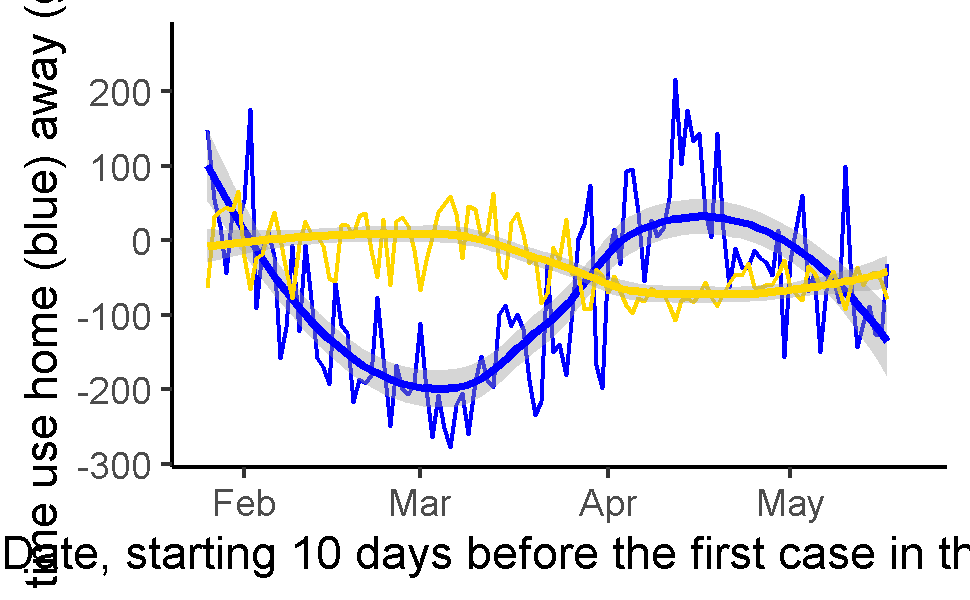 time use home (blue) away (
200
100
0
-100
-200
-300
Feb Mar Apr May
Date, starting 10 days before the first case in th